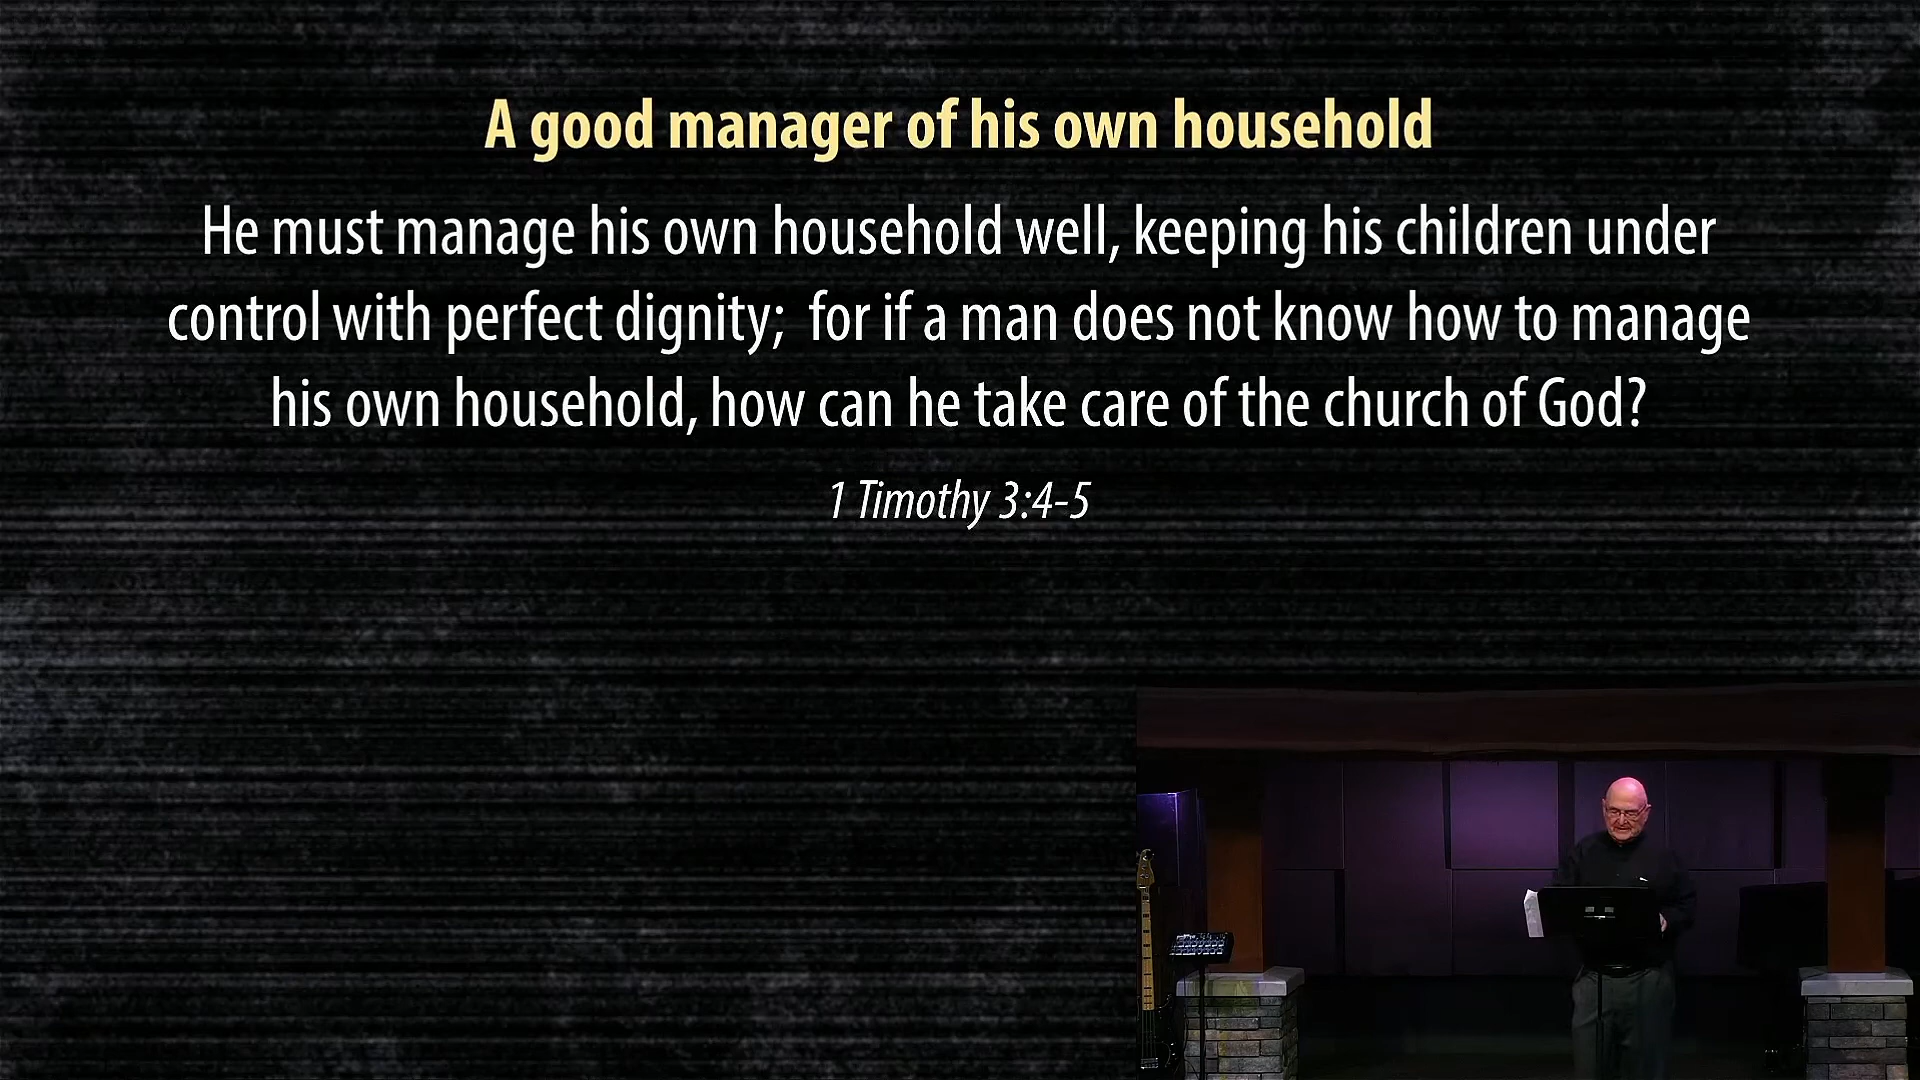 A good manager of his own household
He must manage his own household well, keeping his children under
control with perfect dignity;  for if a man does not know how to manage
his own household, how can he take care of the church of God?
1 Timothy 3:4-5